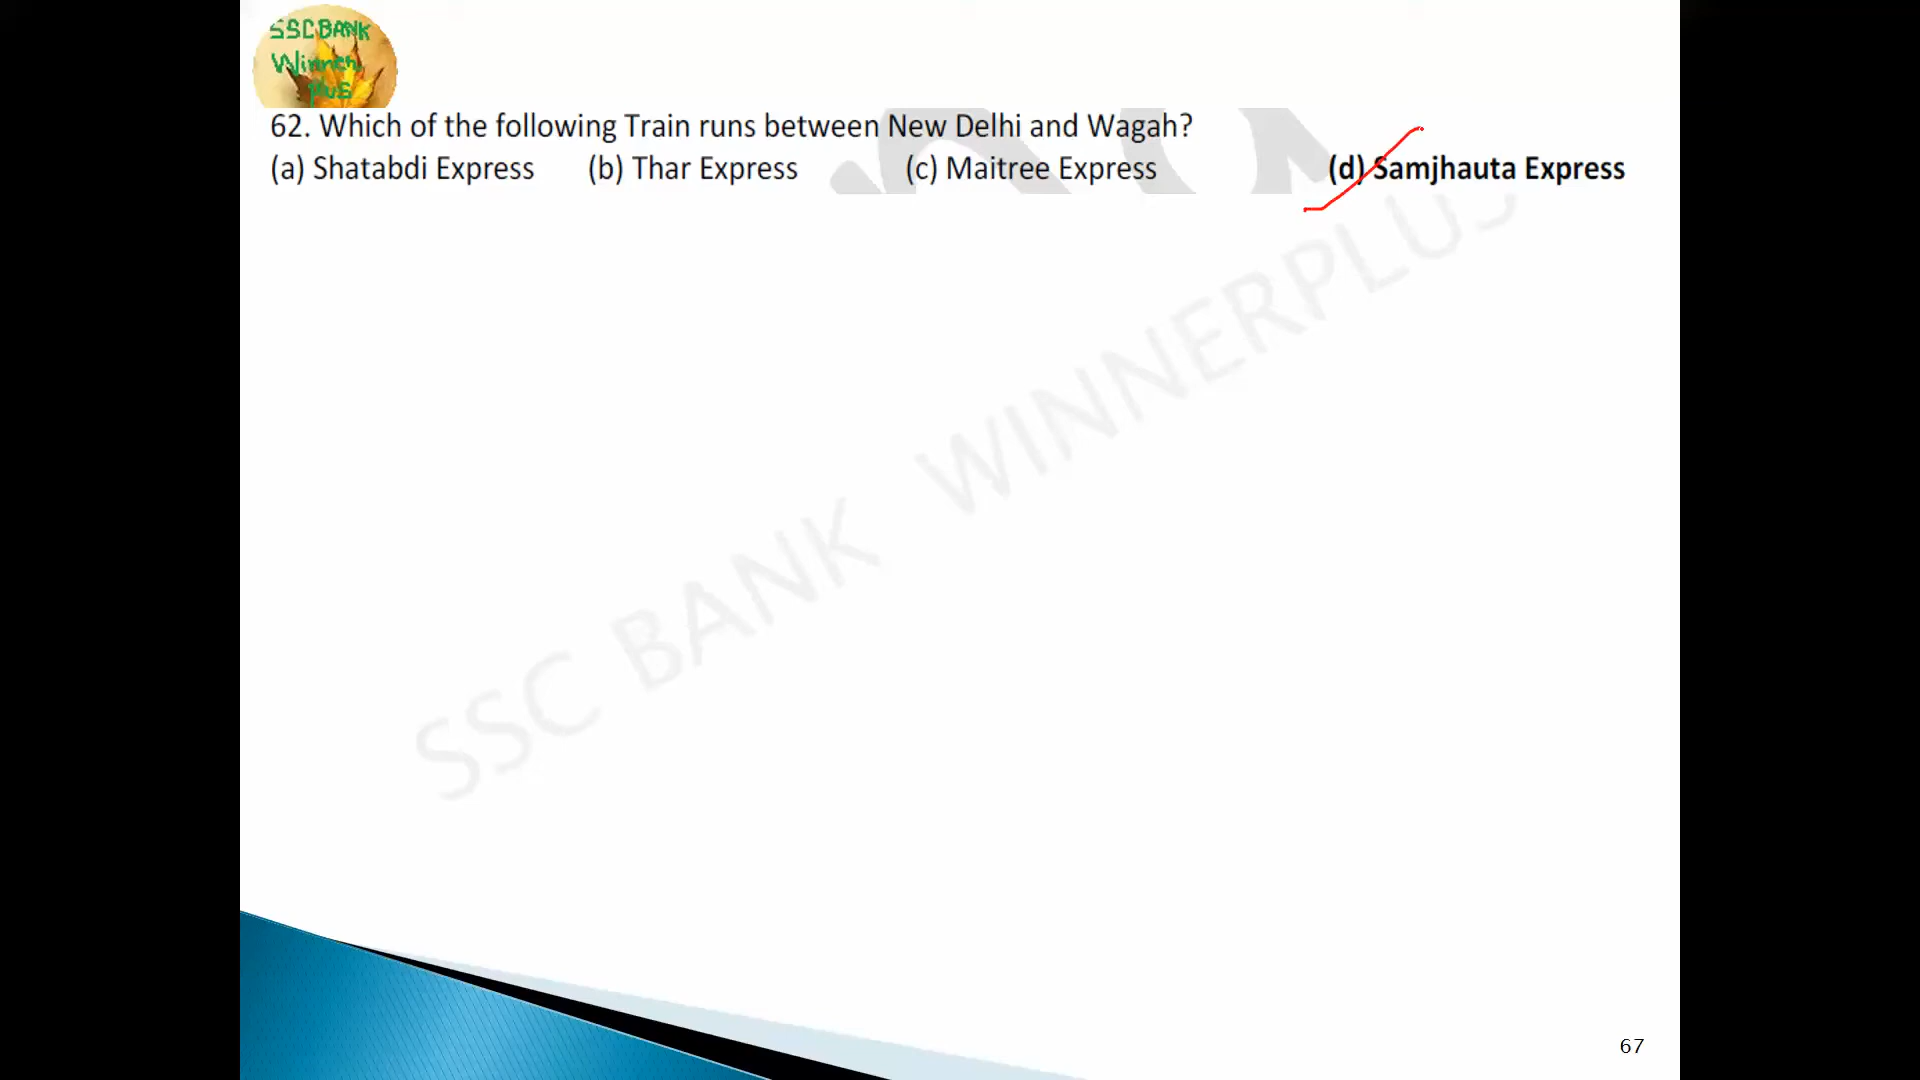 SSC BANK
Winner
PLUS
62. Which of the following Train runs between New Delhi and Wagah?
(a) Shatabdi Express (b) Thar Express (c) Maitree Express (d) Samjhauta Express
SSC BANK WINNERPLUS
67